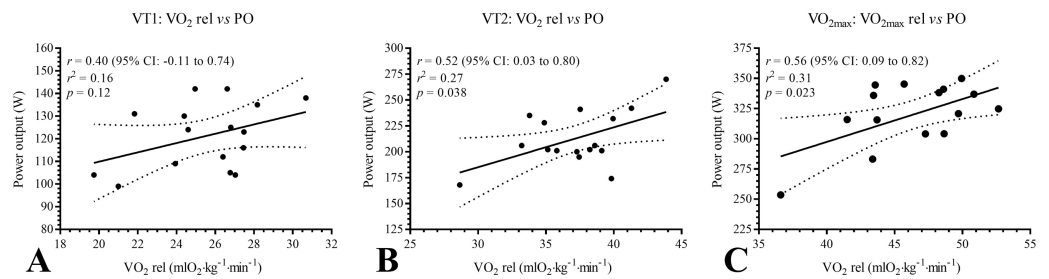 VT1: VO2 rel vs PO
r = 0.40 (95% CI: -0.11 to 0.74)
r2 = 0.16
p = 0.12
Power output (W)
160
150
140
130
120
110
100
90
80
18 20 22 24 26 28 30 32
VO2 rel (mlO2·kg-1·min-1)
A
VT2: VO2 rel vs PO
r = 0.52 (95% CI: 0.03 to 0.80)
r2 = 0.27
p = 0.038
Power output (W)
300
275
250
225
200
175
150
125
25 30 35 40 45
VO2 rel (mlO2·kg-1·min-1)
B
VO2max: VO2max rel vs PO
r = 0.56 (95% CI: 0.09 to 0.82)
r2 = 0.31
p = 0.023
Power output (W)
375
350
325
300
275
250
225
35 40 45 50 55
VO2 rel (mlO2·kg-1·min-1)
C